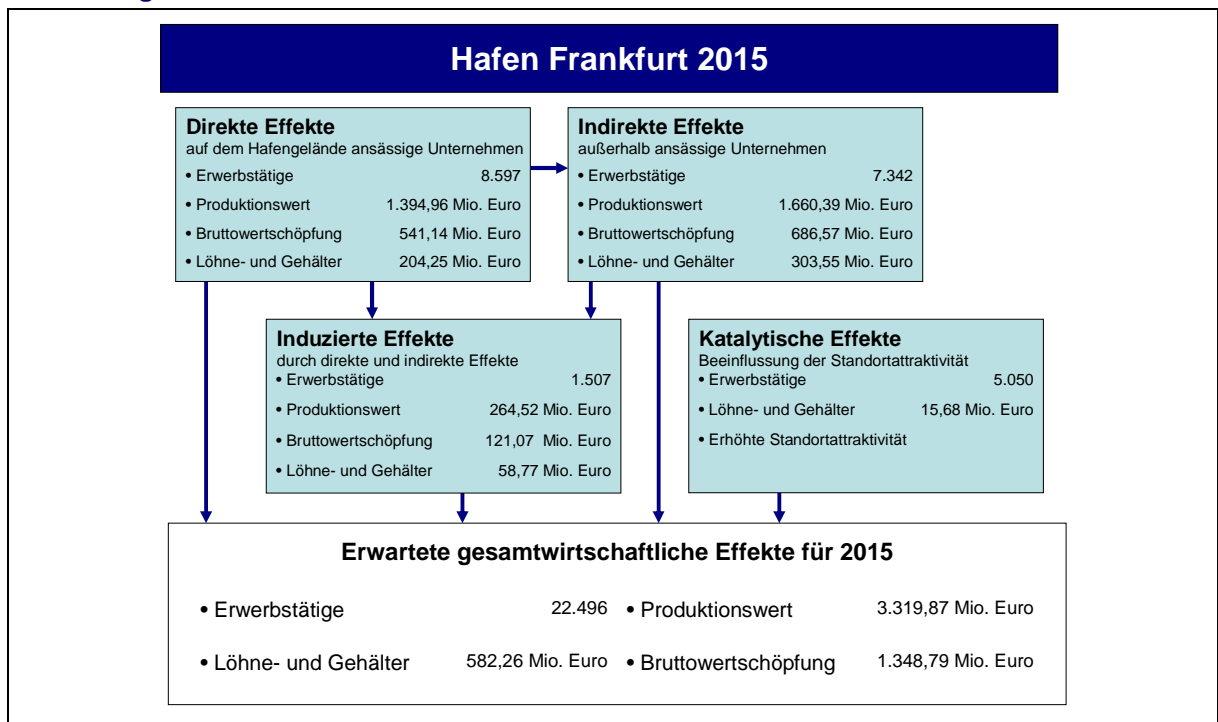 Hafen Frankfurt 2015
Direkte Effekte
auf dem Hafengelände ansässige Unternehmen
• Erwerbstätige 8.597
• Produktionswert 1.394,96 Mio. Euro
• Bruttowertschöpfung 541,14 Mio. Euro
• Löhne- und Gehälter 204,25 Mio. Euro
Indirekte Effekte
außerhalb ansässige Unternehmen
• Erwerbstätige 7.342
• Produktionswert 1.660,39 Mio. Euro
• Bruttowertschöpfung 686,57 Mio. Euro
• Löhne- und Gehälter 303,55 Mio. Euro
Induzierte Effekte
durch direkte und indirekte Effekte
• Erwerbstätige 1.507
• Produktionswert 264,52 Mio. Euro
• Bruttowertschöpfung 121,07 Mio. Euro
• Löhne- und Gehälter 58,77 Mio. Euro
Katalytische Effekte
Beeinflussung der Standortattraktivität
• Erwerbstätige 5.050
• Löhne- und Gehälter 15,68 Mio. Euro
• Erhöhte Standortattraktivität
Erwartete gesamtwirtschaftliche Effekte für 2015
• Erwerbstätige 22.496 • Produktionswert 3.319,87 Mio. Euro
• Löhne- und Gehälter 582,26 Mio. Euro • Bruttowertschöpfung 1.348,79 Mio. Euro